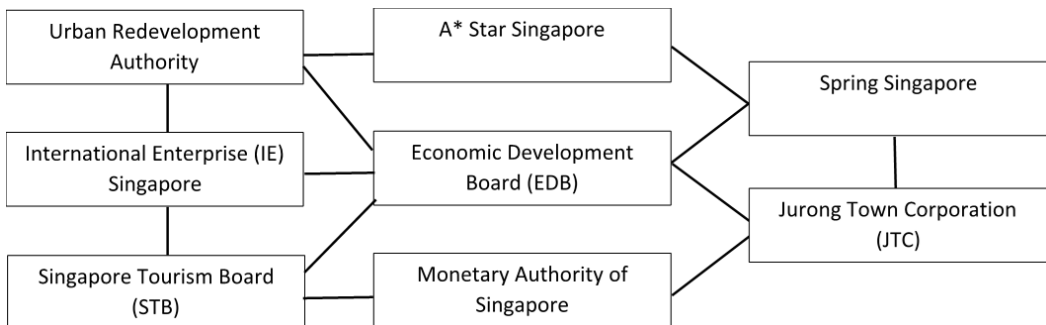 Urban Redevelopment
Authority
A* Star Singapore
Spring Singapore
International Enterprise (IE)
Singapore
Economic Development
Board (EDB)
Jurong Town Corporation
(JTC)
Singapore Tourism Board
(STB)
Monetary Authority of
Singapore